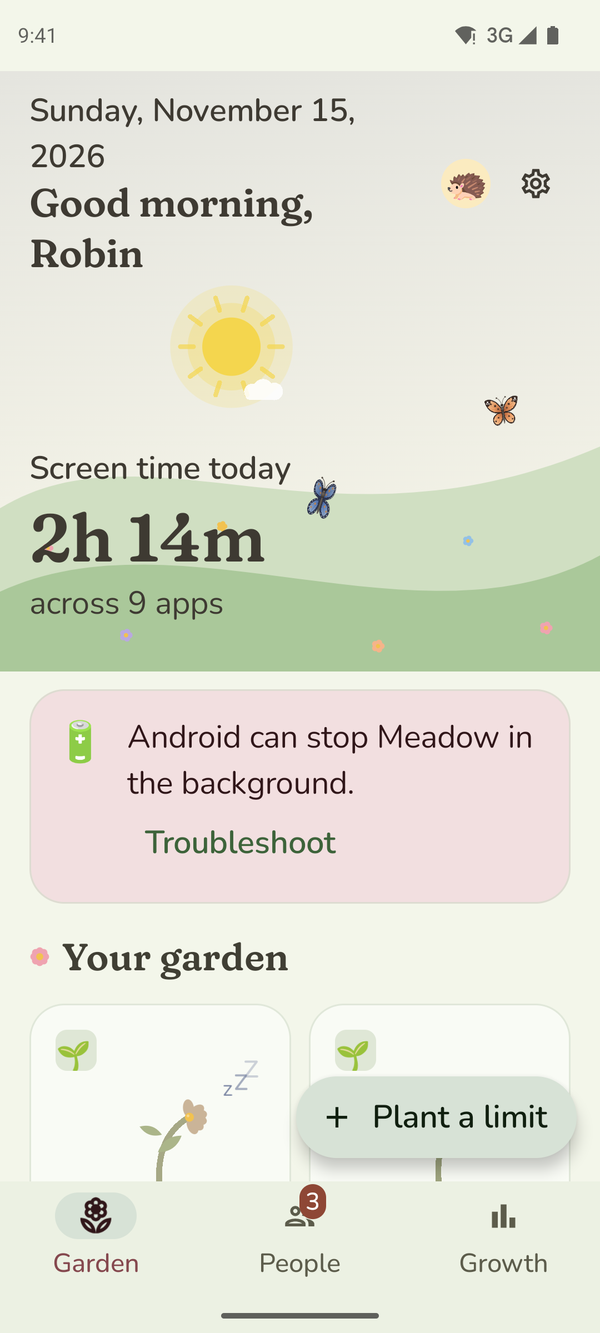 9:41
3G
Sunday, November 15,
2026
Good morning,
Robin
Screen time today
2h 14m
across 9 apps
Android can stop Meadow in
the background.
Troubleshoot
Your garden
z Z Z
+ Plant a limit
3
Garden
People
Growth